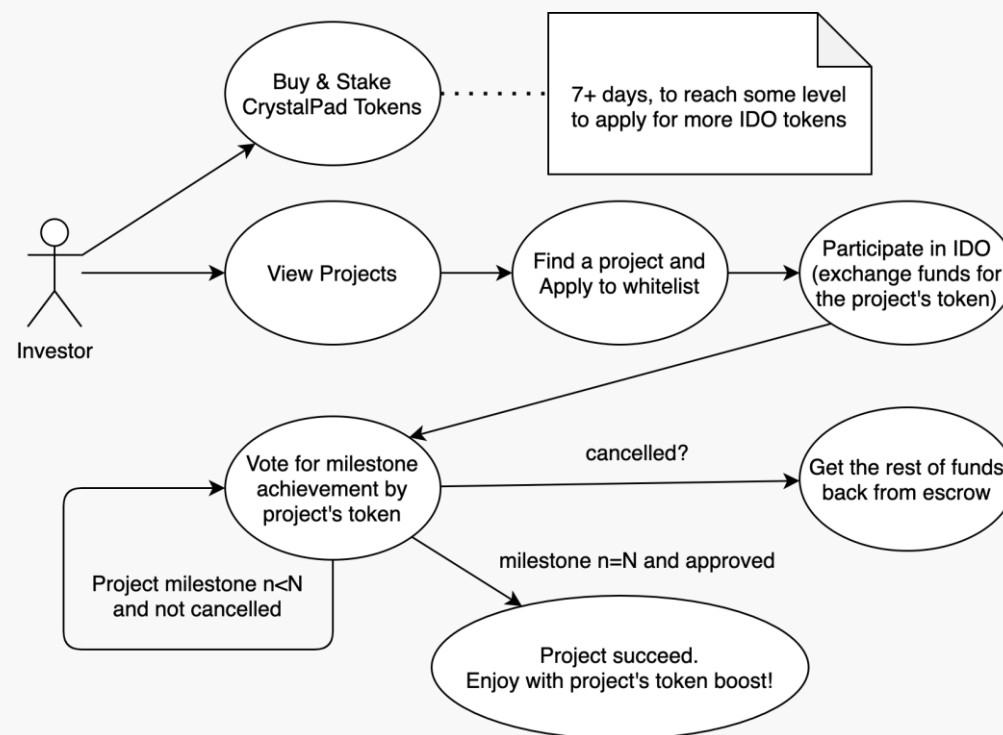 Buy & Stake
CrystalPad Tokens
7+ days, to reach some level
to apply for more IDO tokens
Investor
View Projects
Find a project and
Apply to whitelist
Participate in IDO
(exchange funds for
the project's token)
Vote for milestone
achievement by
project's token
cancelled?
Get the rest of funds
back from escrow
Project milestone n<N
and not cancelled
milestone n=N and approved
Project succeed.
Enjoy with project's token boost!